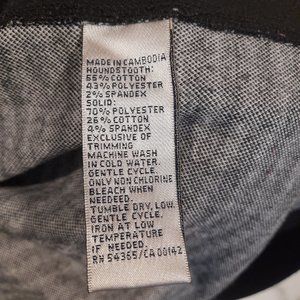 MADE IN CAMBODIA
HOUNDSTOOTH:
55% COTTON
43% POLYESTER
2% SPANDEX
SOLID:
70% POLYESTER
26% COTTON
4% SPANDEX
EXCLUSIVE OF
TRIMMING
MACHINE WASH
IN COLD WATER.
GENTLE CYCLE.
ONLY NON CHLORINE
BLEACH WHEN
NEEDED.
TUMBLE DRY, LOW.
GENTLE CYCLE.
IRON AT LOW
TEMPERATURE
IF NEEDED.
RN 54365/CA 00142